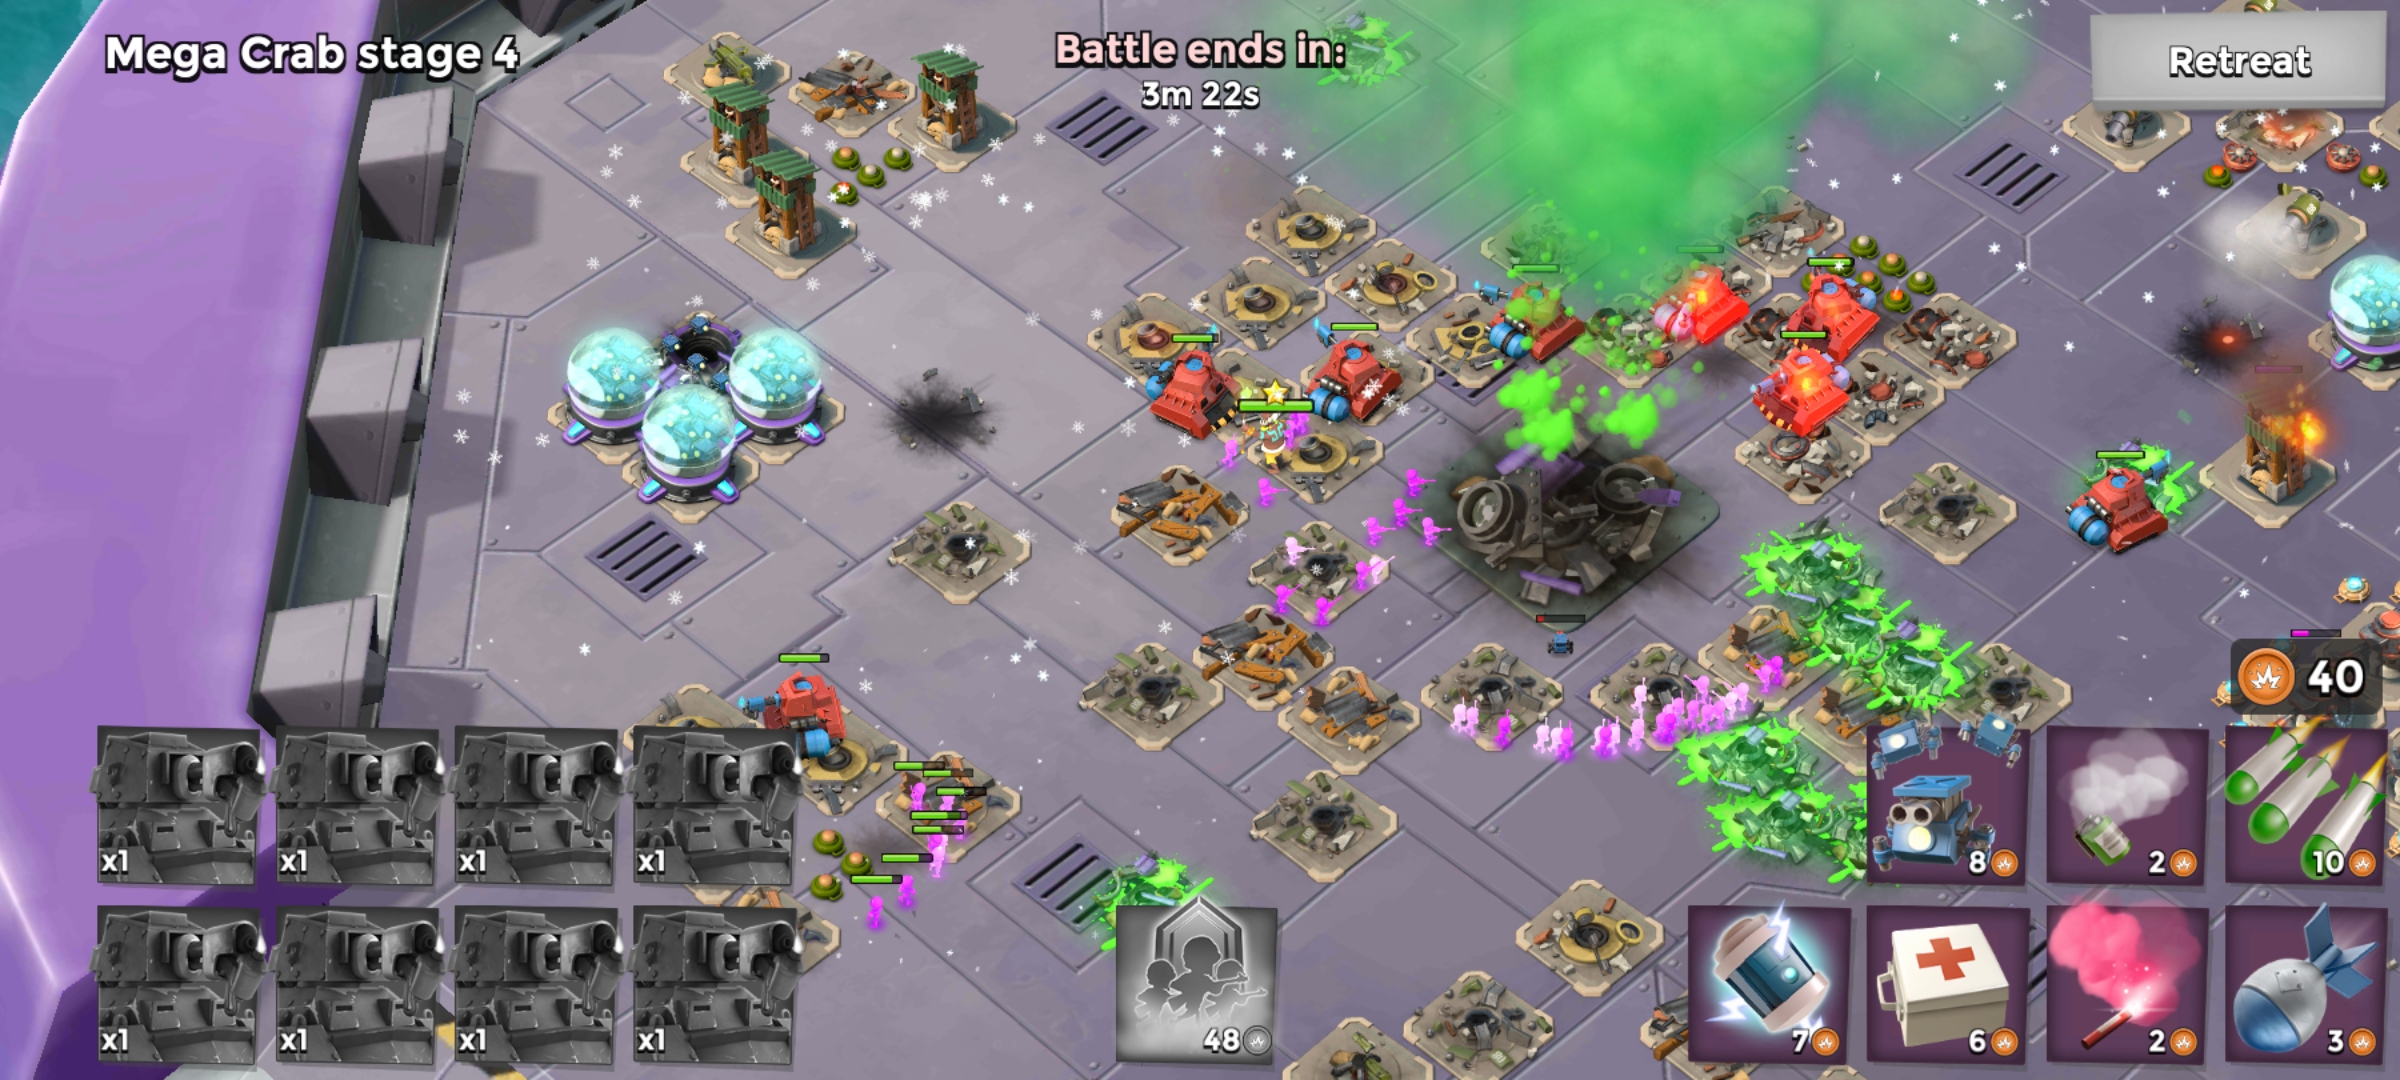 Mega Crab stage 4
Battle ends in:
3m 22s
Retreat
40
x1
x1
x1
x1
8
2
10
x1
x1
x1
x1
48
7
6
2
3